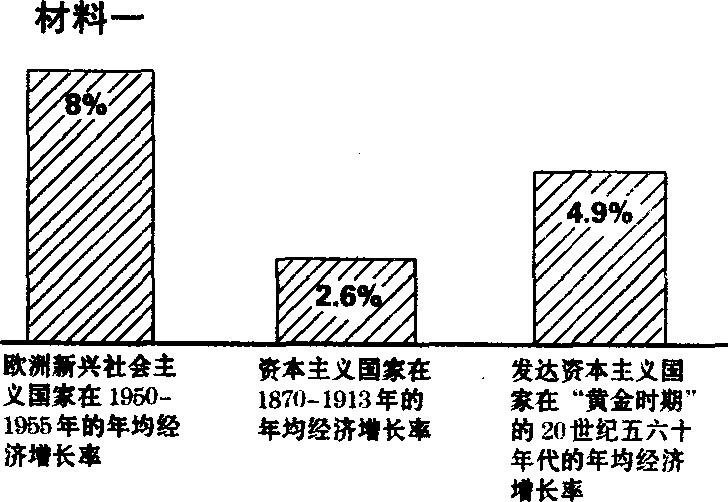 材料一
8%
2.6%
4.9%
欧洲新兴社会主
义国家在1950-
1955年的年均经
济增长率
资本主义国家在
1870-1913年的
年均经济增长率
发达资本主义国
家在“黄金时期”
的20世纪五六十
年代的年均经济
增长率